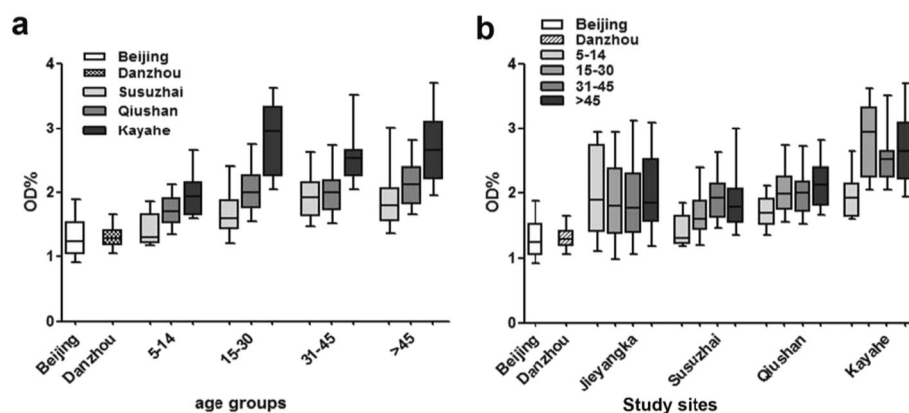 a
Beijing
Danzhou
Susuzhai
Qiushan
Kayahe
OD%
4
3
2
1
0
Beijing
Danzhou
5-14
15-30
31-45
>45
age groups
b
Beijing
Danzhou
5-14
15-30
31-45
>45
OD%
4
3
2
1
0
Beijing
Danzhou
Jieyangka
Susuzhai
Qiushan
Kayahe
Study sites